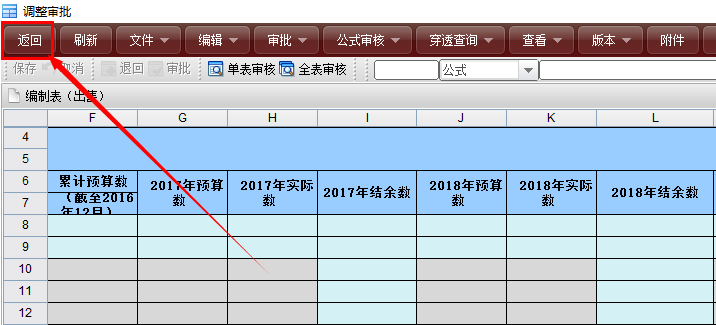 调整审批
返回 刷新 文件 编辑 审批 公式审核 穿透查询 查看 版本 附件
保存 取消 退回 审批 单表审核 全表审核 公式
编制表（出售）
F G H I J K L
4
5
6 累计预算数 2017年预算数 2017年实际数 2017年结余数 2018年预算数 2018年实际数 2018年结余数
7 （截至2016年12月）
8
9
10
11
12